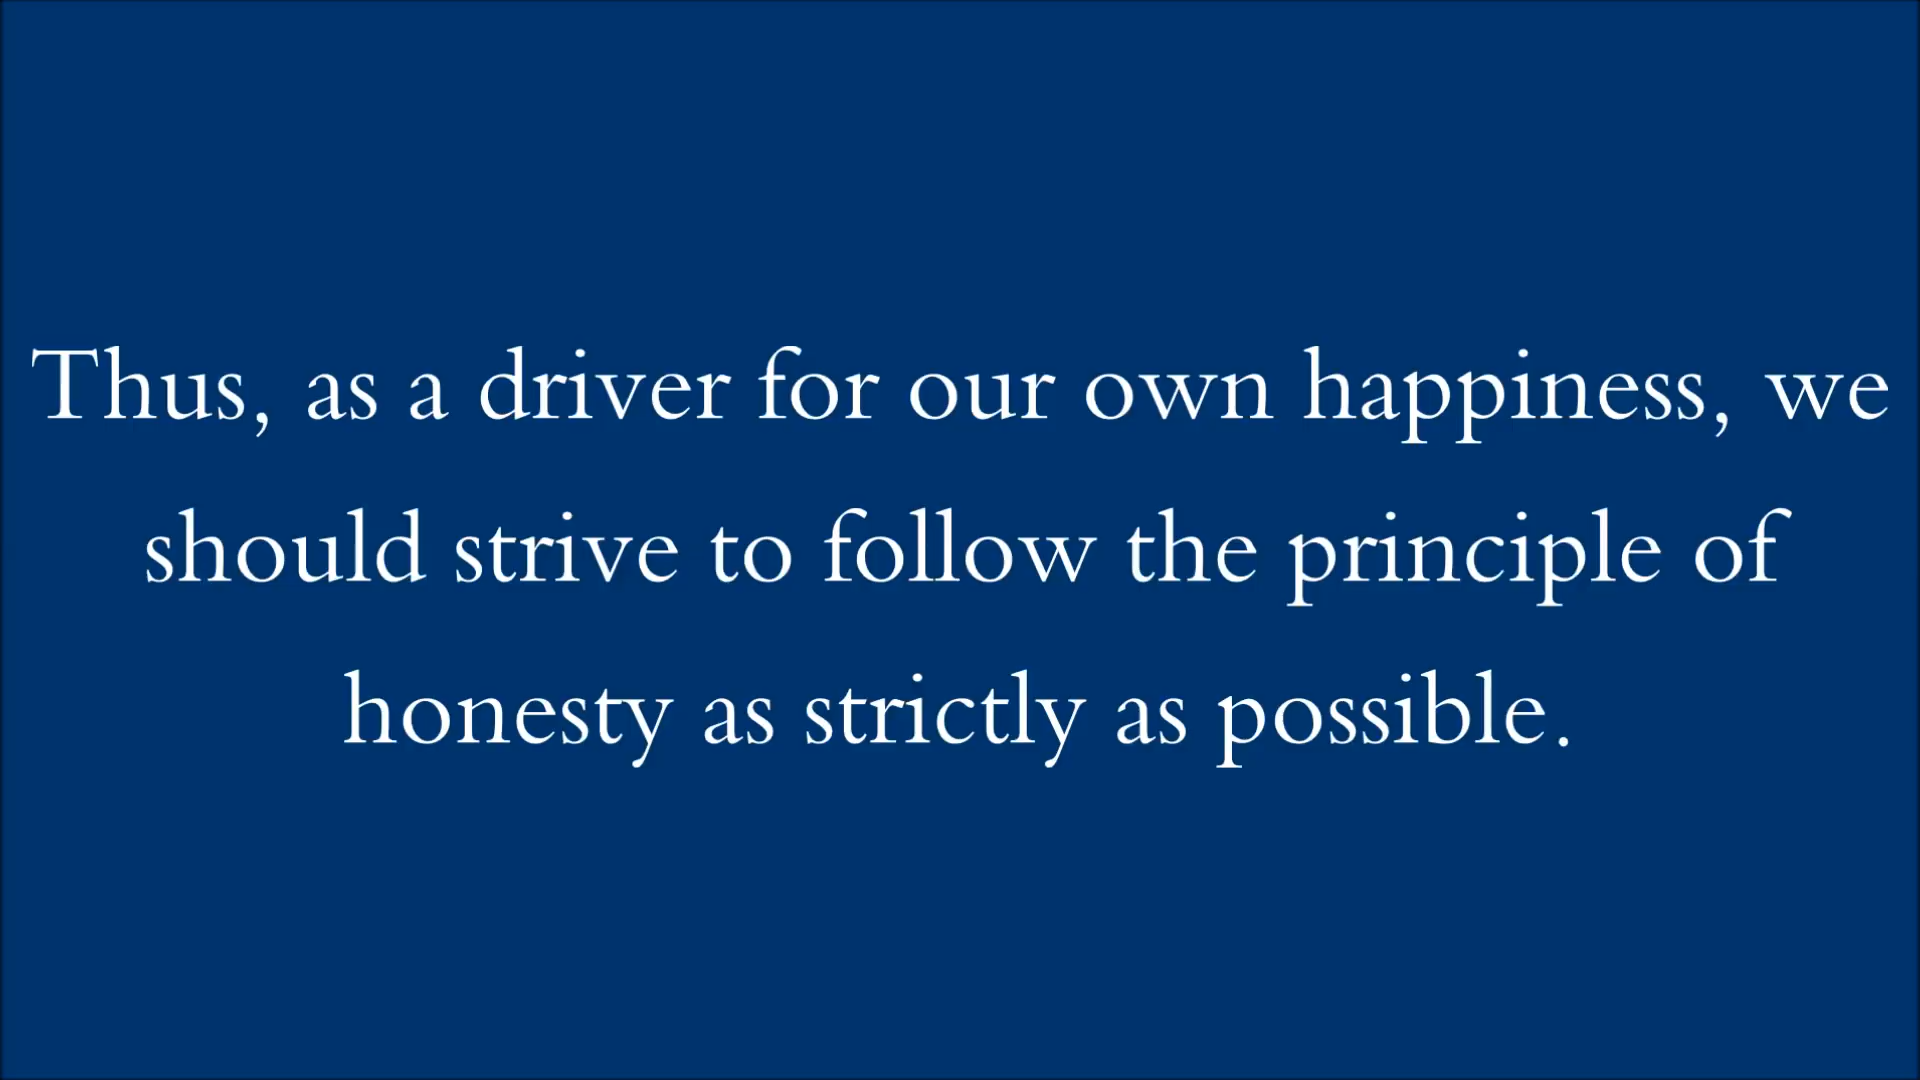 Thus, as a driver for our own happiness, we
should strive to follow the principle of
honesty as strictly as possible.